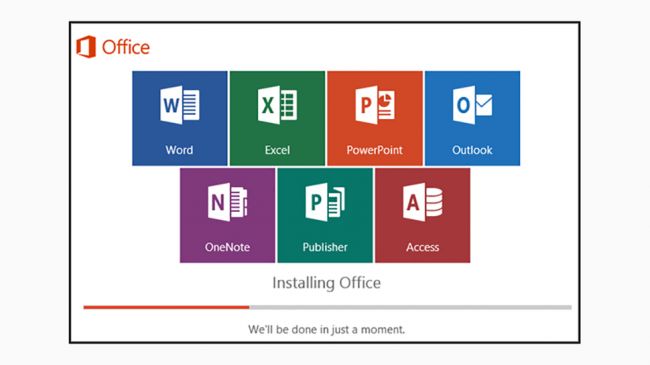 Office
W X P O
Word Excel PowerPoint Outlook
N P A
OneNote Publisher Access
Installing Office
We'll be done in just a moment.